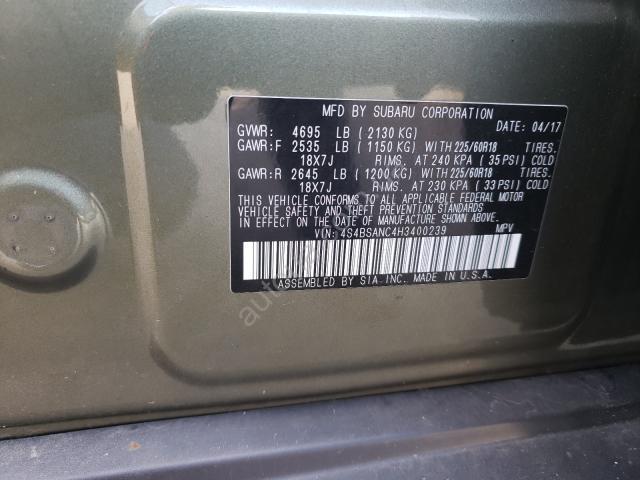 MFD BY SUBARU CORPORATION DATE: 04/17
GVWR: 4695 LB (2130 KG)
GAWR:F 2535 LB (1150 KG) WITH 225/60R18 TIRES.
18X7J RIMS. AT 240 KPA (35 PSI) COLD
GAWR:R 2645 LB (1200 KG) WITH 225/60R18 TIRES.
18X7J RIMS. AT 230 KPA (33 PSI) COLD
THIS VEHICLE CONFORMS TO ALL APPLICABLE FEDERAL MOTOR
VEHICLE SAFETY AND THEFT PREVENTION STANDARDS IN
EFFECT ON THE DATE OF MANUFACTURE SHOWN ABOVE.
VIN: 4S4BSANC4H3400239 MPV
ASSEMBLED BY SIA INC. MADE IN U.S.A.